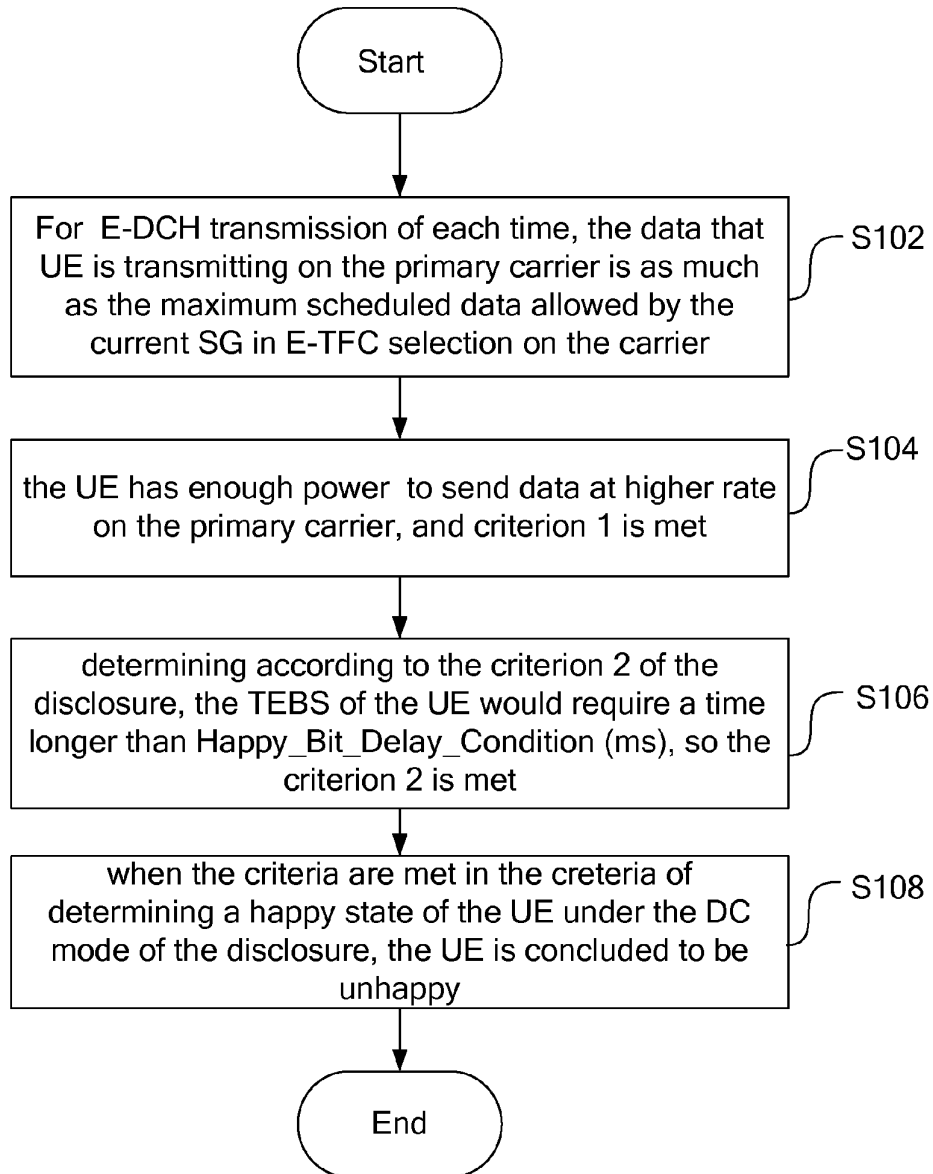 Start
For E-DCH transmission of each time, the data that
UE is transmitting on the primary carrier is as much
as the maximum scheduled data allowed by the
current SG in E-TFC selection on the carrier
S102
the UE has enough power to send data at higher rate
on the primary carrier, and criterion 1 is met
S104
determining according to the criterion 2 of the
disclosure, the TEBS of the UE would require a time
longer than Happy_Bit_Delay_Condition (ms), so the
criterion 2 is met
S106
when the criteria are met in the creteria of
determining a happy state of the UE under the DC
mode of the disclosure, the UE is concluded to be
unhappy
S108
End